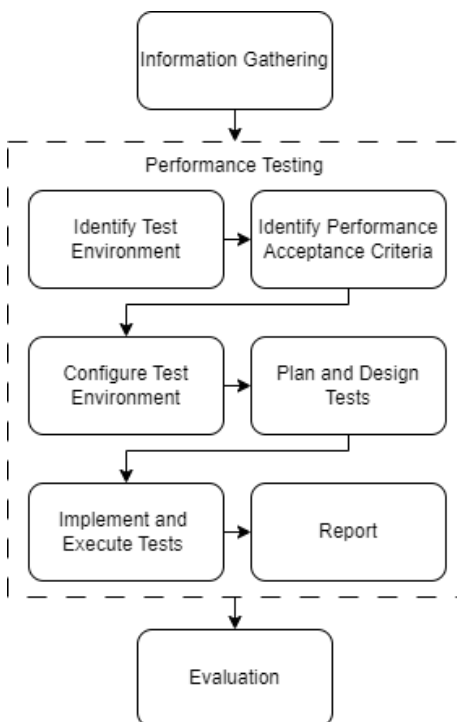 Information Gathering
Performance Testing
Identify Test
Environment
Identify Performance
Acceptance Criteria
Configure Test
Environment
Plan and Design
Tests
Implement and
Execute Tests
Report
Evaluation